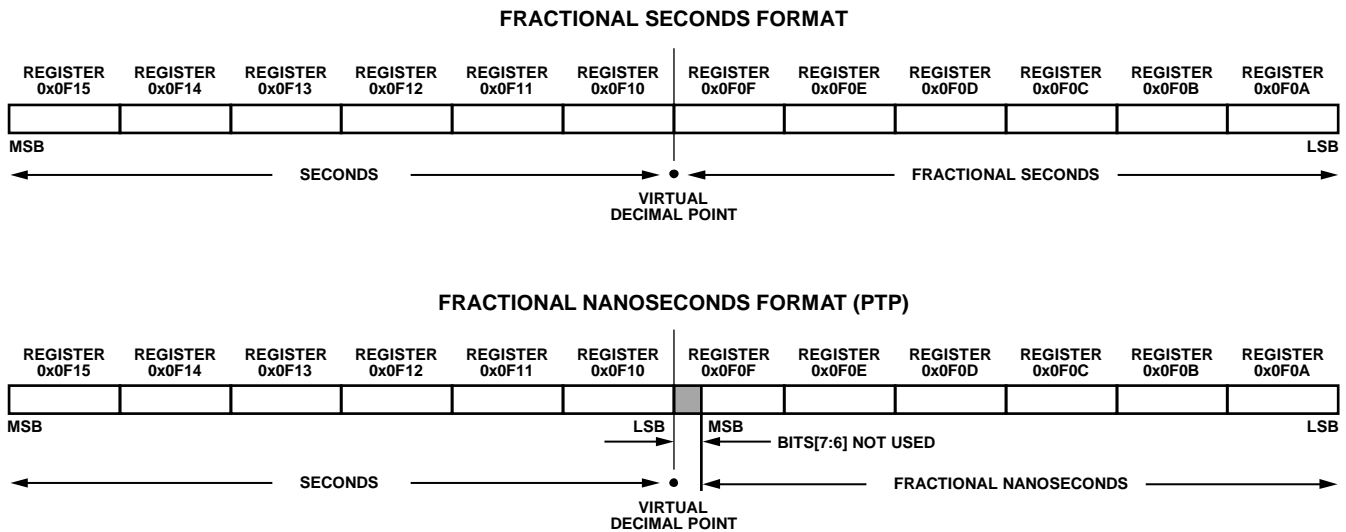 FRACTIONAL SECONDS FORMAT
REGISTER REGISTER REGISTER REGISTER REGISTER REGISTER REGISTER REGISTER REGISTER REGISTER REGISTER REGISTER
0x0F15 0x0F14 0x0F13 0x0F12 0x0F11 0x0F10 0x0F0F 0x0F0E 0x0F0D 0x0F0C 0x0F0B 0x0F0A
MSB LSB
SECONDS FRACTIONAL SECONDS
VIRTUAL
DECIMAL POINT
FRACTIONAL NANOSECONDS FORMAT (PTP)
REGISTER REGISTER REGISTER REGISTER REGISTER REGISTER REGISTER REGISTER REGISTER REGISTER REGISTER REGISTER
0x0F15 0x0F14 0x0F13 0x0F12 0x0F11 0x0F10 0x0F0F 0x0F0E 0x0F0D 0x0F0C 0x0F0B 0x0F0A
MSB LSB MSB LSB
BITS[7:6] NOT USED
SECONDS FRACTIONAL NANOSECONDS
VIRTUAL
DECIMAL POINT